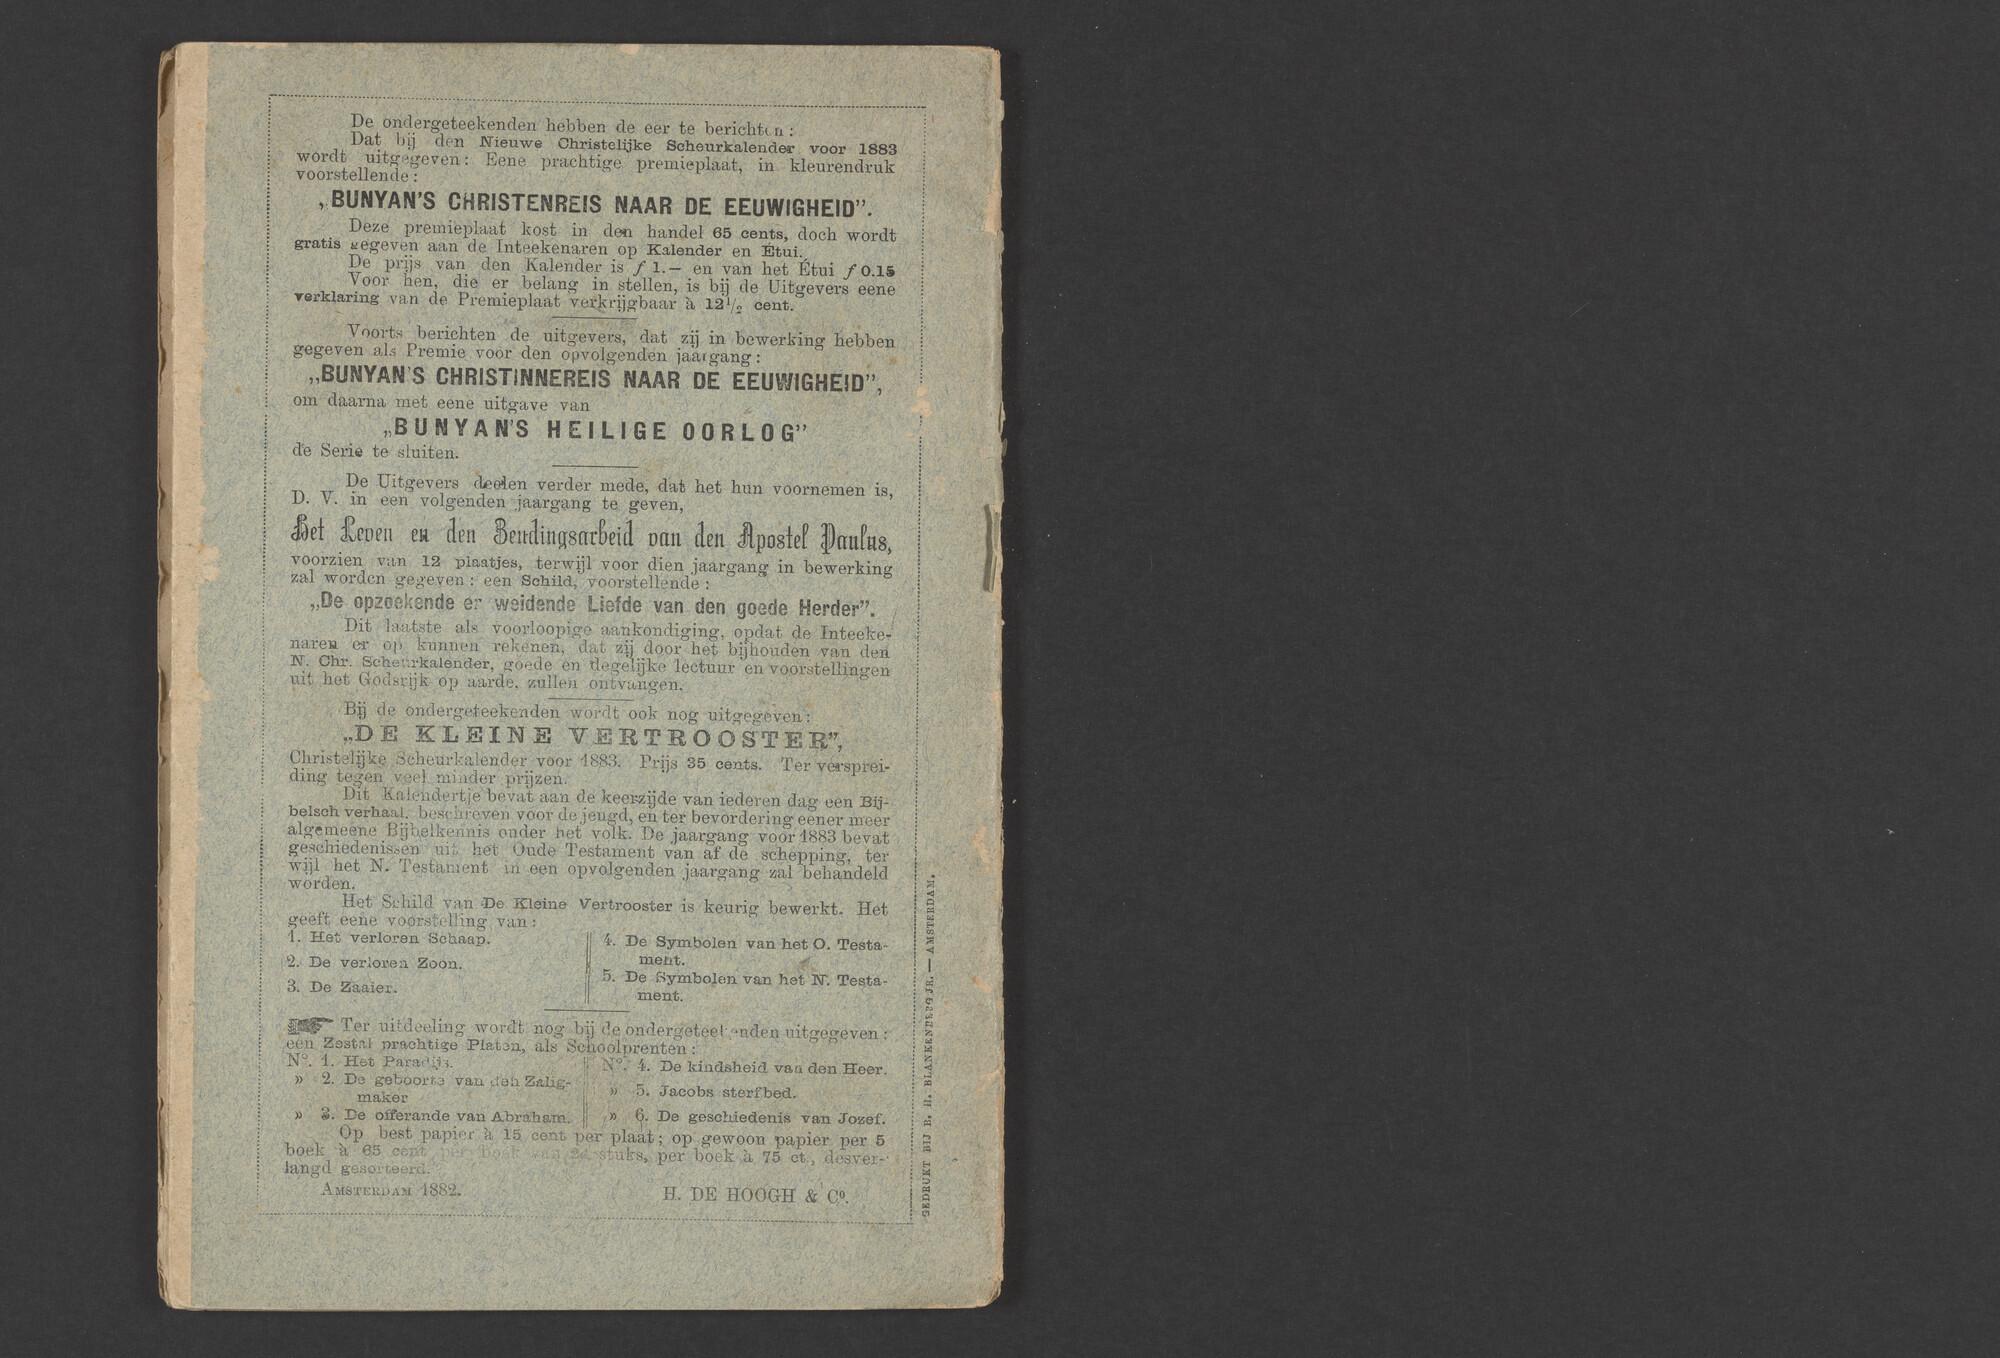 De ondergeteekenden hebben de eer te berichten:
Dat bij den Nieuwe Christelijke Scheurkalender voor 1883
wordt uitgegeven: Eene prachtige premieplaat, in kleurendruk
voorstellende:
„BUNYAN'S CHRISTENREIS NAAR DE EEUWIGHEID”.
Deze premieplaat kost in den handel 65 cents, doch wordt
gratis gegeven aan de Inteekenaren op Kalender en Étui.
De prijs van den Kalender is ƒ 1.— en van het Étui ƒ 0.15
Voor hen, die er belang in stellen, is bij de Uitgevers eene
verklaring van de Premieplaat verkrijgbaar à 12 1/2 cent.
Voorts berichten de uitgevers, dat zij in bewerking hebben
gegeven als Premie voor den opvolgenden jaargang:
„BUNYAN'S CHRISTINNEREIS NAAR DE EEUWIGHEID”,
om daarna met eene uitgave van
„BUNYAN'S HEILIGE OORLOG”
de Serie te sluiten.
De Uitgevers deelen verder mede, dat het hun voornemen is,
D. V. in een volgenden jaargang te geven,
Het Leven en den Zendingsarbeid van den Apostel Paulus,
voorzien van 12 plaatjes, terwijl voor dien jaargang in bewerking
zal worden gegeven: een Schild, voorstellende:
„De opzoekende en weidende Liefde van den goede Herder”.
Dit laatste als voorloopige aankondiging, opdat de Inteeke-
naren er op kunnen rekenen, dat zij door het bijhouden van den
N. Chr. Scheurkalender, goede en degelijke lectuur en voorstellingen
uit het Godsrijk op aarde, zullen ontvangen.
Bij de ondergeteekenden wordt ook nog uitgegeven:
„DE KLEINE VERTROOSTER”,
Christelijke Scheurkalender voor 1883. Prijs 35 cents. Ter versprei-
ding tegen veel minder prijzen.
Dit Kalendertje bevat aan de keerzijde van iederen dag een Bij-
belsch verhaal, beschreven voor de jeugd, en ter bevordering eener meer
algemeene Bijbelkennis onder het volk. De jaargang voor 1883 bevat
geschiedenissen uit het Oude Testament van af de schepping, ter
wijl het N. Testament in een opvolgenden jaargang zal behandeld
worden.
Het Schild van De Kleine Vertrooster is keurig bewerkt. Het
geeft eene voorstelling van:
1. Het verloren Schaap.
2. De verloren Zoon.
3. De Zaaier.
4. De Symbolen van het O. Testa-
ment.
5. De Symbolen van het N. Testa-
ment.
Ter uitdeeling wordt nog bij de ondergeteekenden uitgegeven:
een Zestal prachtige Platen, als Schoolprenten:
No. 1. Het Paradijs.
» 2. De geboorte van den Zalig-
maker
» 3. De offerande van Abraham.
No. 4. De kindsheid van den Heer.
» 5. Jacobs sterfbed.
» 6. De geschiedenis van Jozef.
Op best papier à 15 cent per plaat; op gewoon papier per 5
boek à 65 cent per boek van 24 stuks, per boek à 75 ct., desver-
langd gesorteerd.
AMSTERDAM 1882.
H. DE HOOGH & Co.
GEDRUKT BIJ R. H. BLANKENBERG JR. — AMSTERDAM.